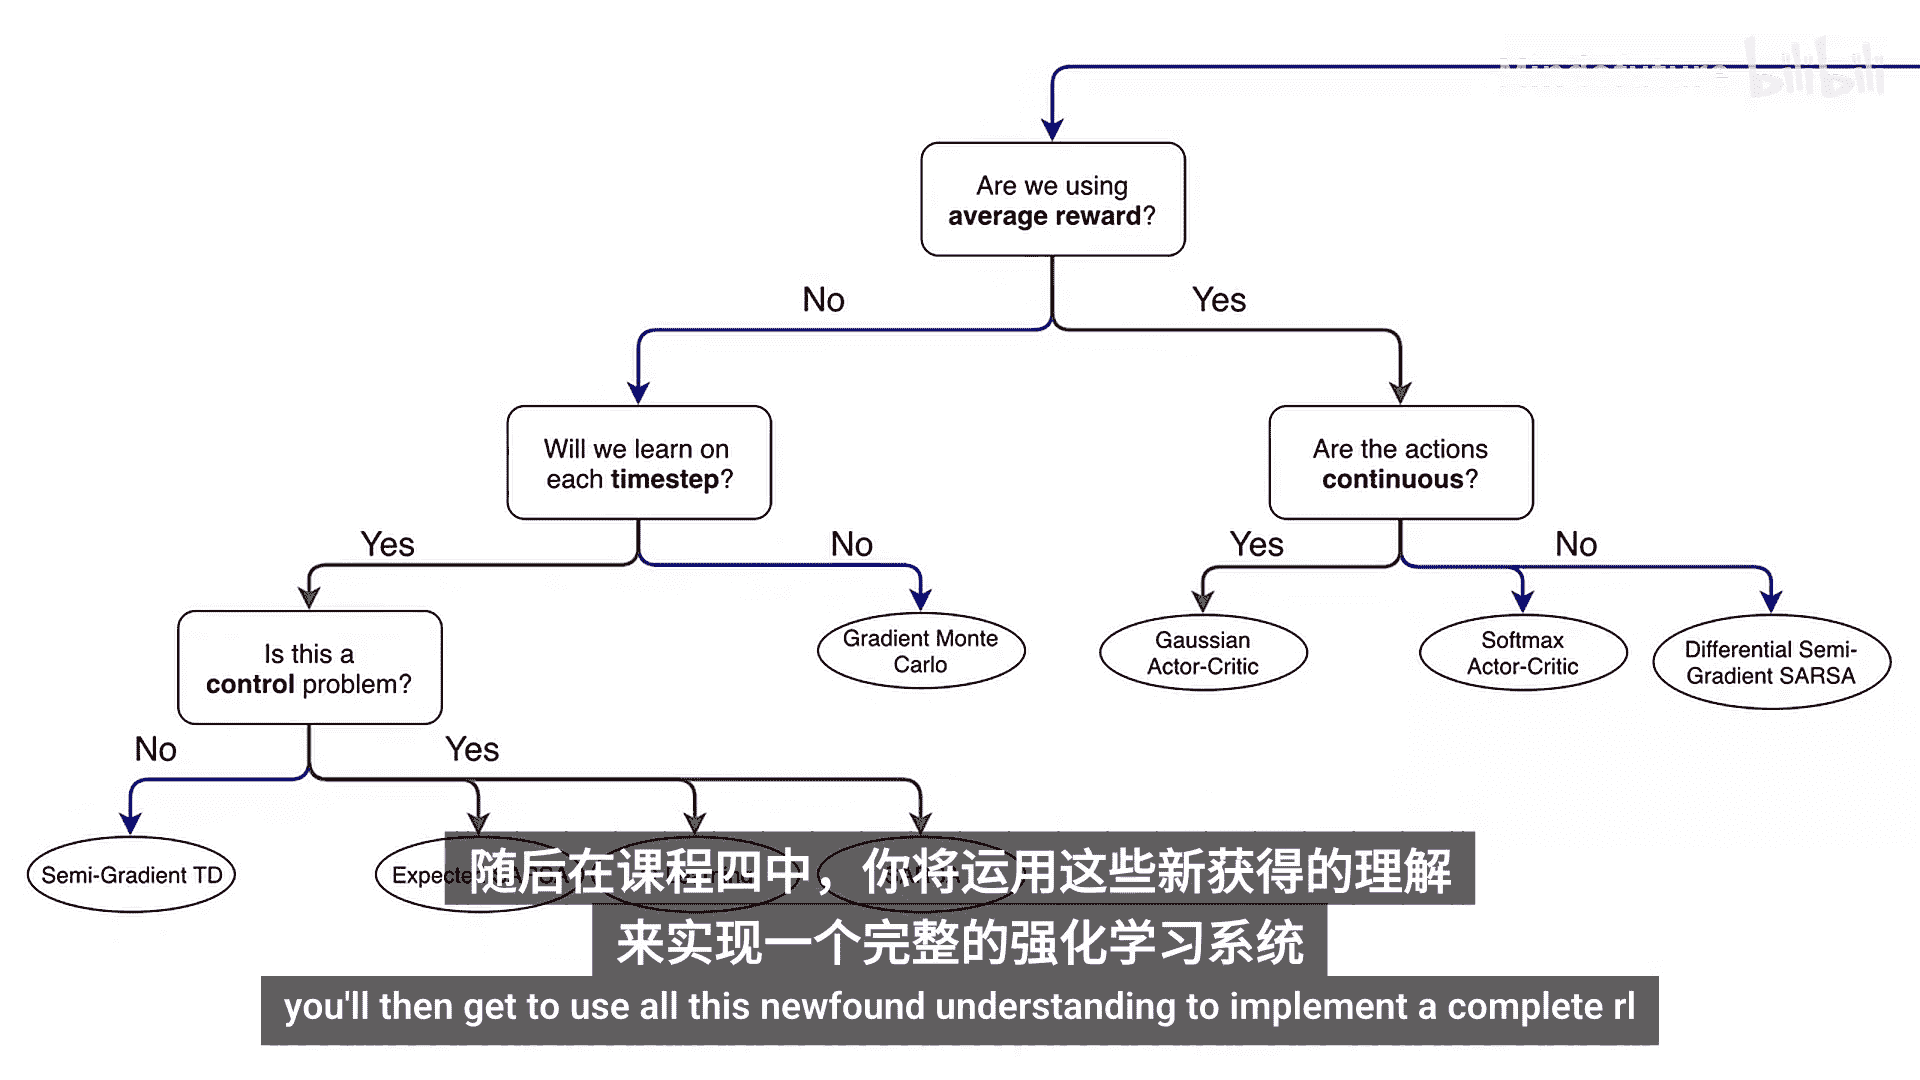 bilibili
Are we using
average reward?
No
Yes
Will we learn on
each timestep?
Are the actions
continuous?
Yes
No
Yes
No
Is this a
control problem?
Gradient Monte
Carlo
Gaussian
Actor-Critic
Softmax
Actor-Critic
Differential Semi-
Gradient SARSA
No
Yes
Semi-Gradient TD
随后在课程四中，你将运用这些新获得的理解
来实现一个完整的强化学习系统
you'll then get to use all this newfound understanding to implement a complete rl